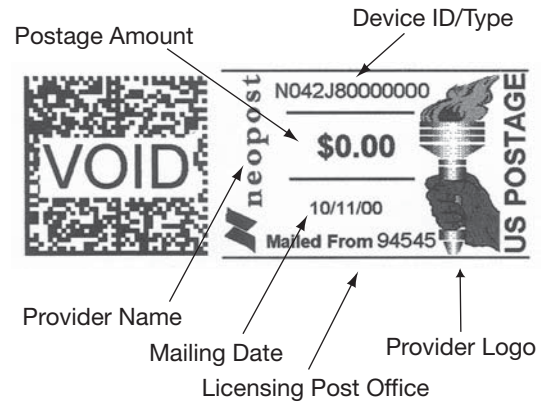 Device ID/Type
Postage Amount
VOID
neopost
N042J80000000
$0.00
10/11/00
Mailed From 94545
US POSTAGE
Provider Name
Mailing Date
Provider Logo
Licensing Post Office